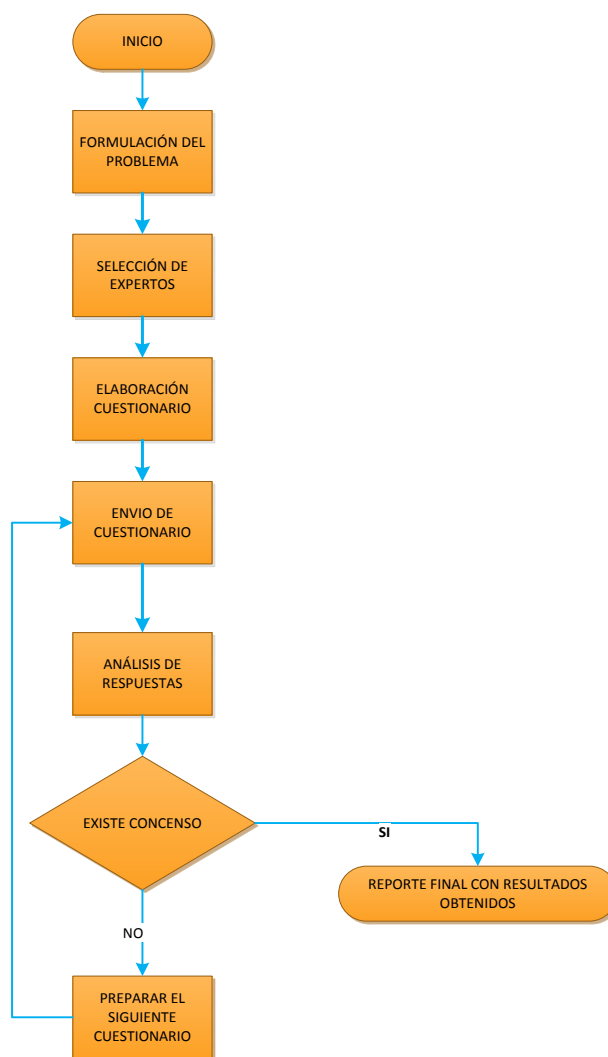 INICIO
FORMULACIÓN DEL
PROBLEMA
SELECCIÓN DE
EXPERTOS
ELABORACIÓN
CUESTIONARIO
ENVIO DE
CUESTIONARIO
ANÁLISIS DE
RESPUESTAS
EXISTE CONCENSO
SI
REPORTE FINAL CON RESULTADOS
OBTENIDOS
NO
PREPARAR EL
SIGUIENTE
CUESTIONARIO